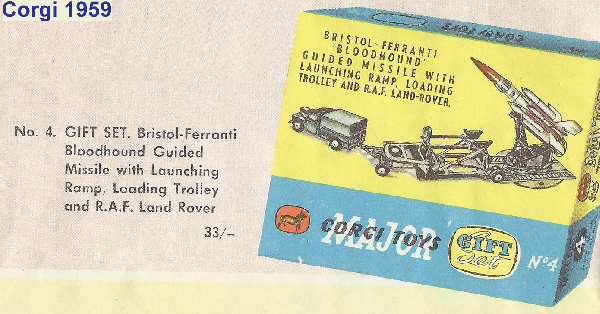 Corgi 1959
No. 4. GIFT SET. Bristol-Ferranti
Bloodhound Guided
Missile with Launching
Ramp, Loading Trolley
and R.A.F. Land Rover
33/-
CORGI TOYS
BRISTOL-FERRANTI
'BLOODHOUND'
GUIDED MISSILE WITH
LAUNCHING RAMP, LOADING
TROLLEY AND R.A.F. LAND-ROVER.
CORGI TOYS
MAJOR
GIFT
Set
Nº4